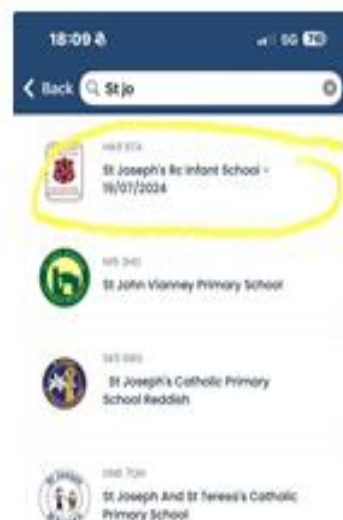 18:09
5G 76
Back
St jo
St Joseph's Rc Infant School -
19/07/2024
St John Vianney Primary School
St Joseph's Catholic Primary
School Reddish
St Joseph And St Teresa's Catholic
Primary School